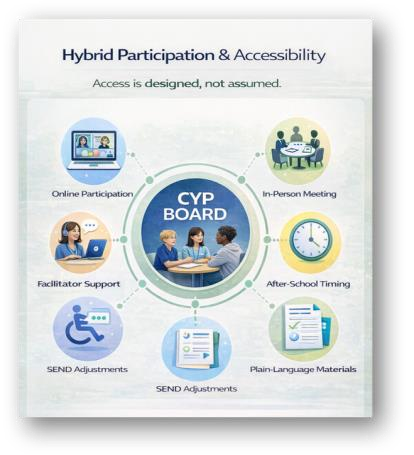 Hybrid Participation & Accessibility
Access is designed, not assumed.
Online Participation
In-Person Meeting
CYP
BOARD
Facilitator Support
After-School Timing
SEND Adjustments
SEND Adjustments
Plain-Language Materials